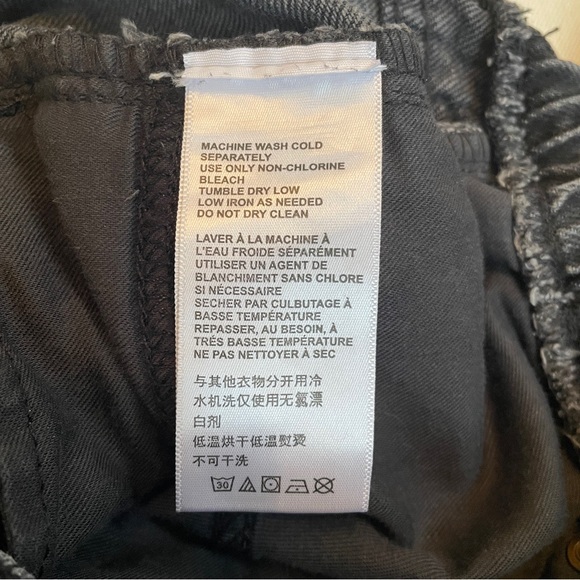 MACHINE WASH COLD
SEPARATELY
USE ONLY NON-CHLORINE
BLEACH
TUMBLE DRY LOW
LOW IRON AS NEEDED
DO NOT DRY CLEAN
LAVER À LA MACHINE À
L'EAU FROIDE SÉPARÉMENT
UTILISER UN AGENT DE
BLANCHIMENT SANS CHLORE
SI NÉCESSAIRE
SECHER PAR CULBUTAGE À
BASSE TEMPÉRATURE
REPASSER, AU BESOIN, À
TRÉS BASSE TEMPÉRATURE
NE PAS NETTOYER À SEC
与其他衣物分开用冷
水机洗仅使用无氯漂
白剂
低温烘干低温熨烫
不可干洗
30